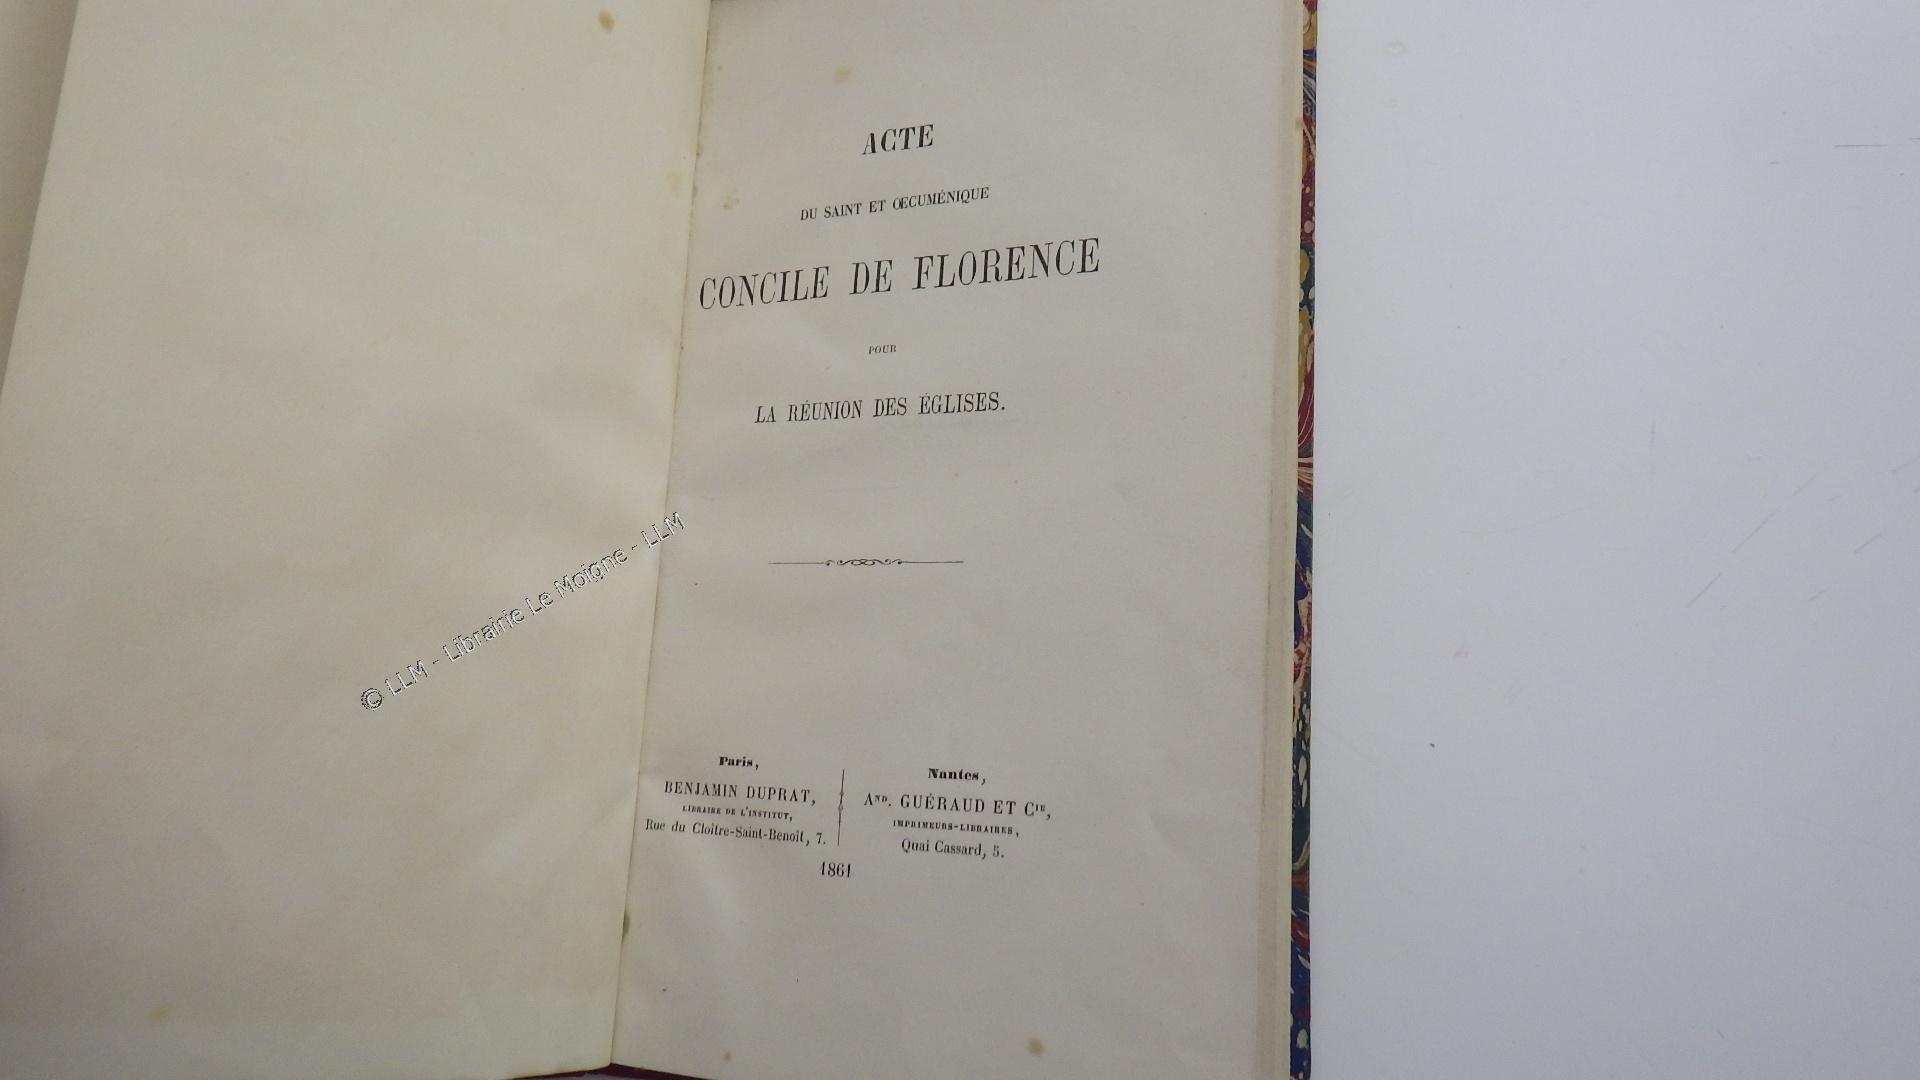 ACTE
DU SAINT ET ŒCUMÉNIQUE
CONCILE DE FLORENCE
POUR
LA RÉUNION DES ÉGLISES.
© LLM - Librairie Le Moigne - LLM
Paris,
BENJAMIN DUPRAT,
LIBRAIRE DE L'INSTITUT,
Rue du Cloître-Saint-Benoît, 7.
Nantes,
AND. GUÉRAUD ET CIE,
IMPRIMEURS-LIBRAIRES,
Quai Cassard, 5.
1861